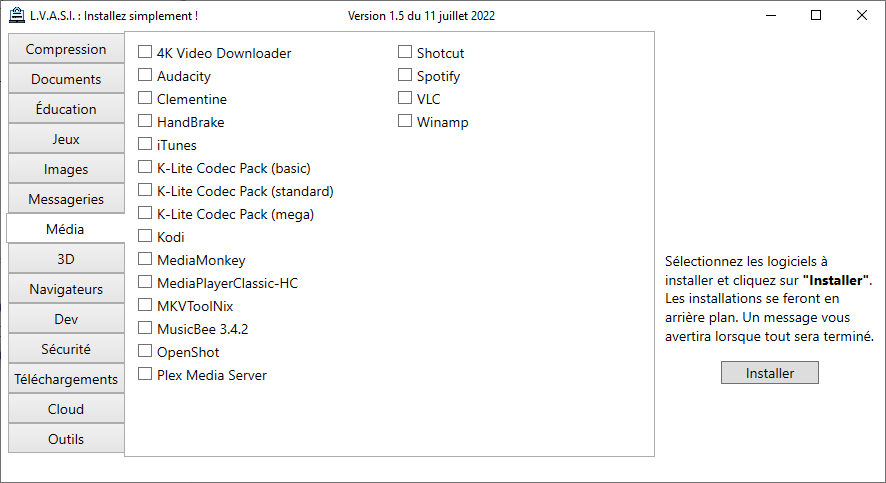 L.V.A.S.I. : Installez simplement !
Version 1.5 du 11 juillet 2022
Compression
Documents
Éducation
Jeux
Images
Messageries
Média
3D
Navigateurs
Dev
Sécurité
Téléchargements
Cloud
Outils
4K Video Downloader
Audacity
Clementine
HandBrake
iTunes
K-Lite Codec Pack (basic)
K-Lite Codec Pack (standard)
K-Lite Codec Pack (mega)
Kodi
MediaMonkey
MediaPlayerClassic-HC
MKVToolNix
MusicBee 3.4.2
OpenShot
Plex Media Server
Shotcut
Spotify
VLC
Winamp
Sélectionnez les logiciels à
installer et cliquez sur "Installer".
Les installations se feront en
arrière plan. Un message vous
avertira lorsque tout sera terminé.
Installer